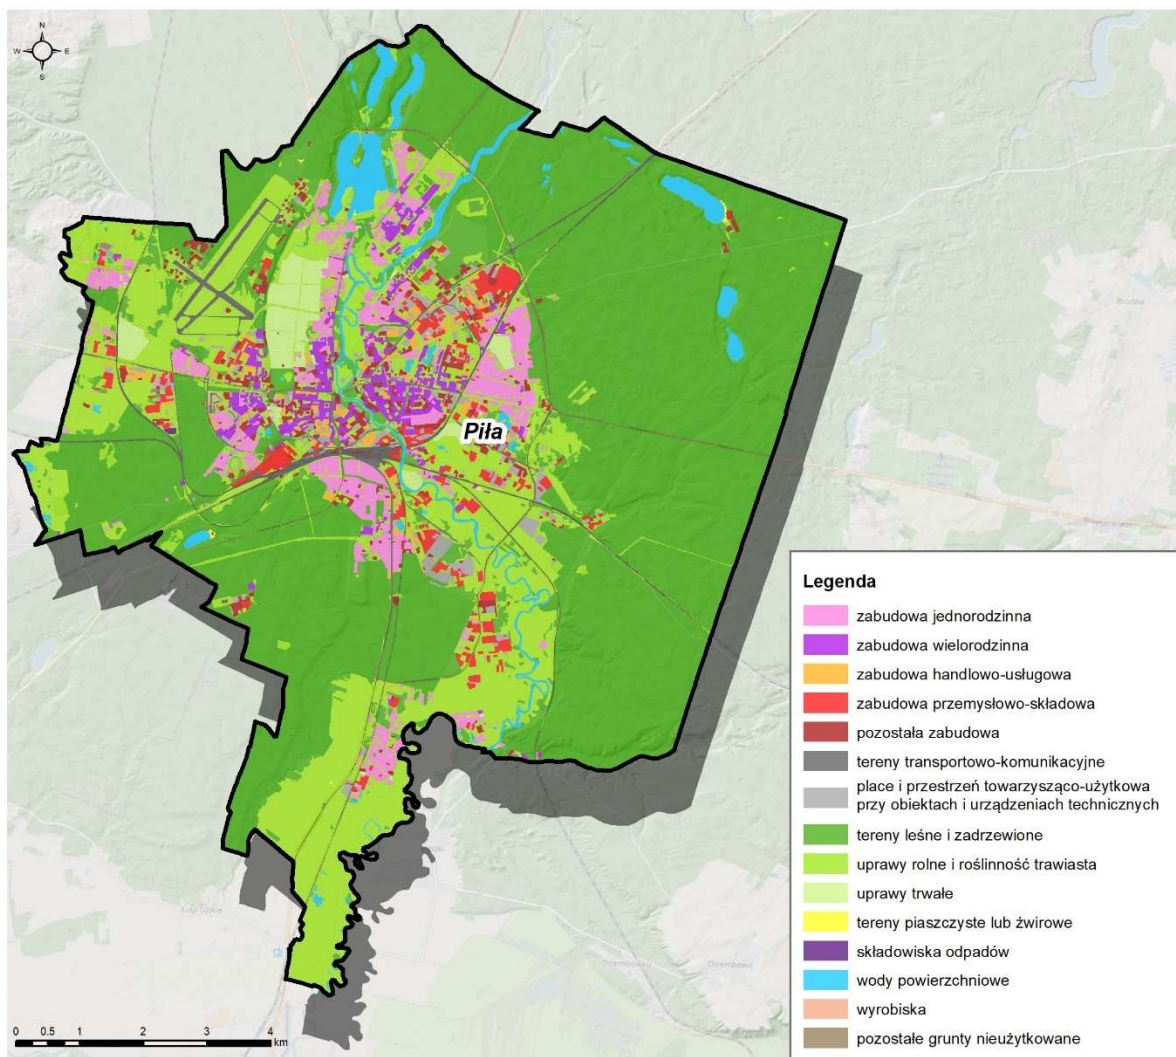 N
W E
S
Piła
Brodna
Dziembowo
Legenda
zabudowa jednorodzinna
zabudowa wielorodzinna
zabudowa handlowo-usługowa
zabudowa przemysłowo-składowa
pozostała zabudowa
tereny transportowo-komunikacyjne
place i przestrzeń towarzysząco-użytkowa
przy obiektach i urządzeniach technicznych
tereny leśne i zadrzewione
uprawy rolne i roślinność trawiasta
uprawy trwałe
tereny piaszczyste lub żwirowe
składowiska odpadów
wody powierzchniowe
wyrobiska
pozostałe grunty nieużytkowane
0 0.5 1 2 3 4
km